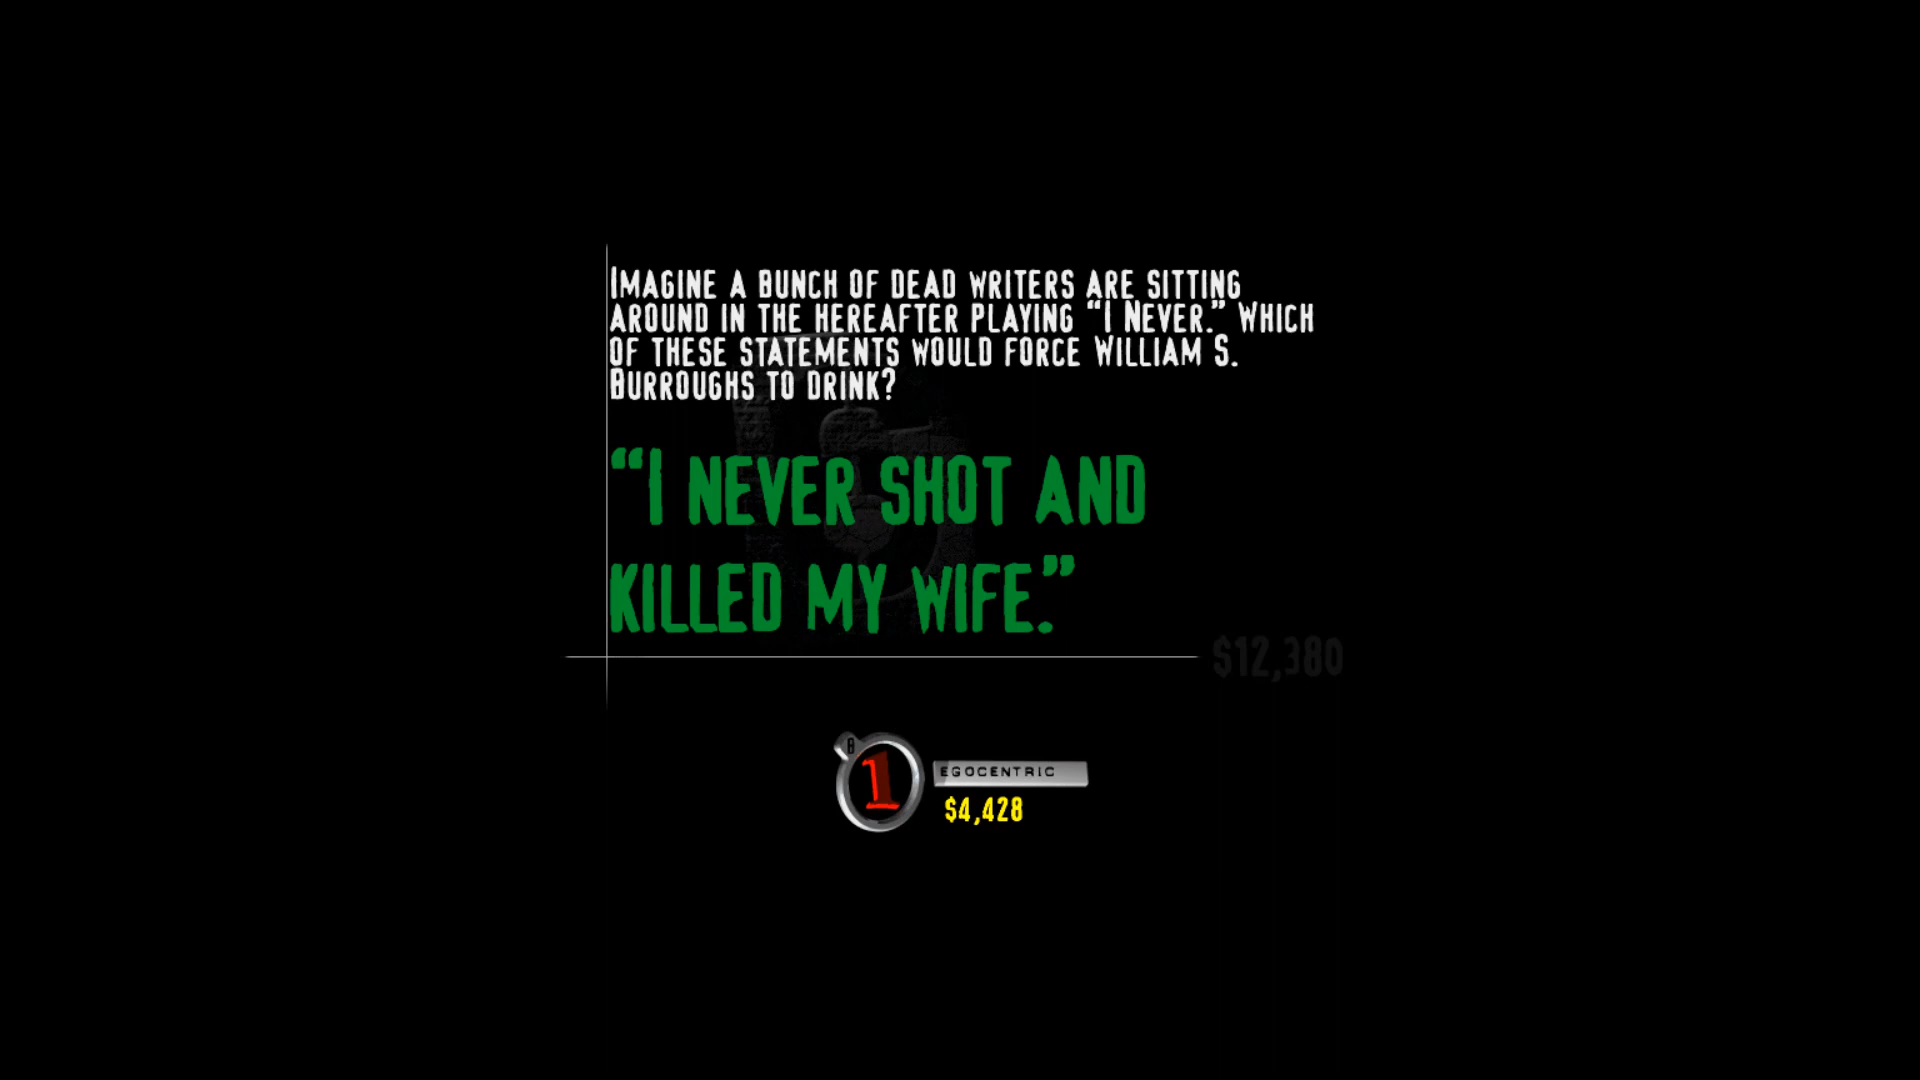 Imagine a bunch of dead writers are sitting
around in the hereafter playing “I Never.” Which
of these statements would force William S.
Burroughs to drink?
“I never shot and
killed my wife.”
$12,380
B
1
EGOCENTRIC
$4,428